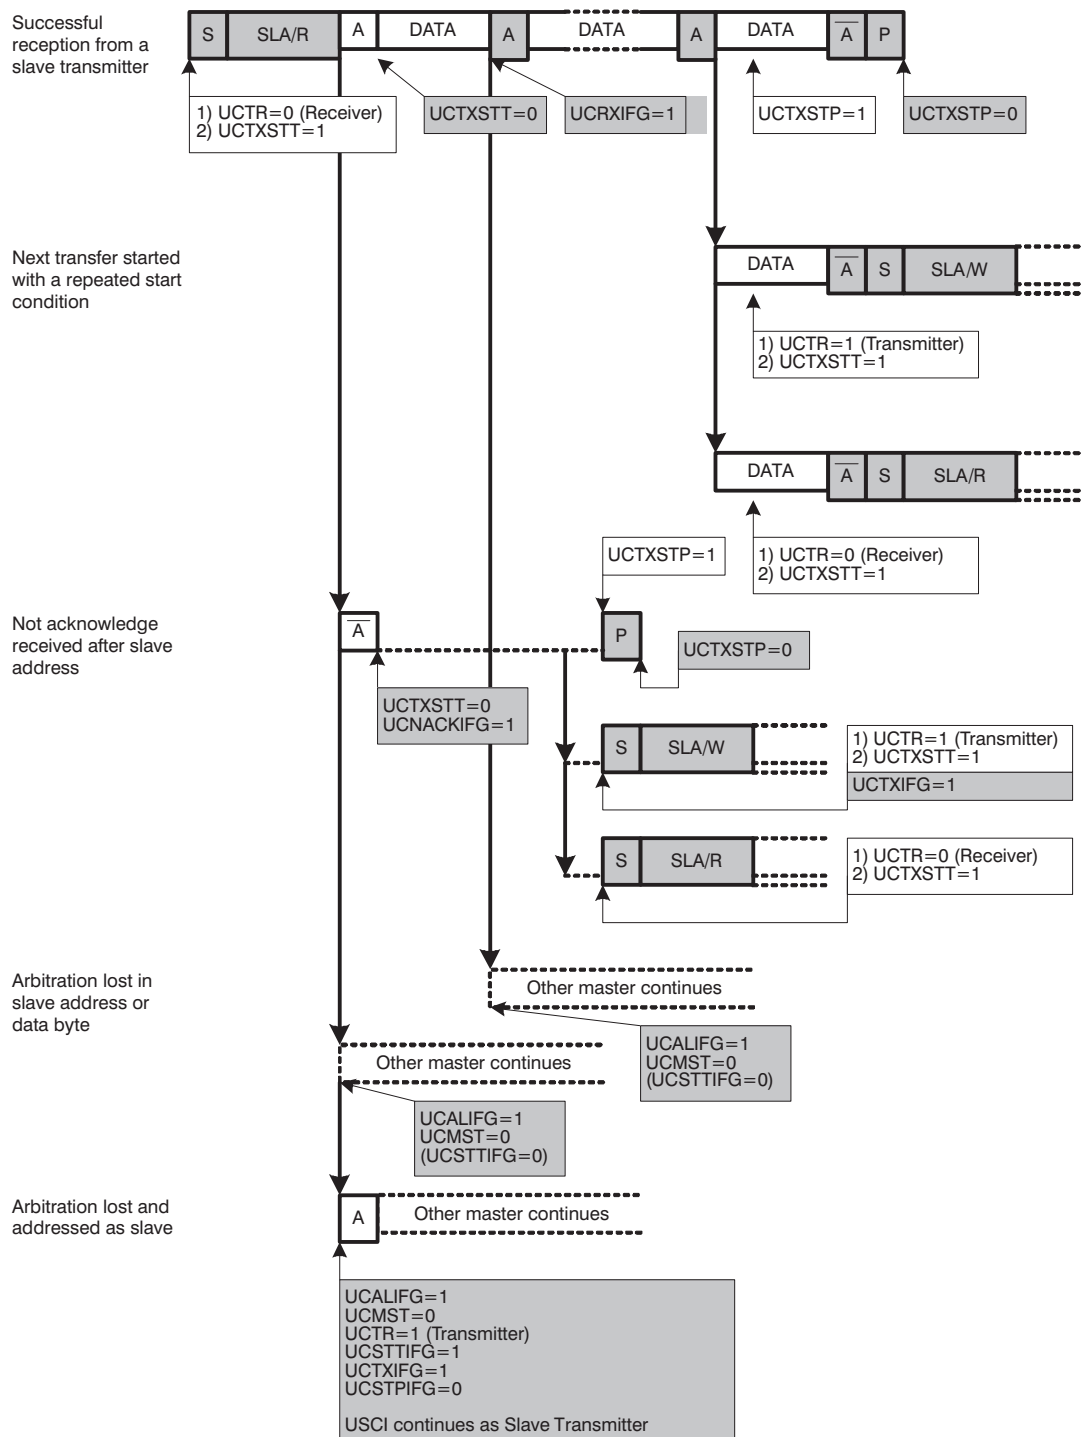 Successful
reception from a
slave transmitter
S SLA/R A DATA A DATA A DATA A P
1) UCTR=0 (Receiver)
2) UCTXSTT=1
UCTXSTT=0
UCRXIFG=1
UCTXSTP=1
UCTXSTP=0
Next transfer started
with a repeated start
condition
DATA A S SLA/W
1) UCTR=1 (Transmitter)
2) UCTXSTT=1
DATA A S SLA/R
1) UCTR=0 (Receiver)
2) UCTXSTT=1
UCTXSTP=1
Not acknowledge
received after slave
address
A
P
UCTXSTP=0
UCTXSTT=0
UCNACKIFG=1
S SLA/W
1) UCTR=1 (Transmitter)
2) UCTXSTT=1
UCTXIFG=1
S SLA/R
1) UCTR=0 (Receiver)
2) UCTXSTT=1
Arbitration lost in
slave address or
data byte
Other master continues
UCALIFG=1
UCMST=0
(UCSTTIFG=0)
Other master continues
UCALIFG=1
UCMST=0
(UCSTTIFG=0)
Arbitration lost and
addressed as slave
A Other master continues
UCALIFG=1
UCMST=0
UCTR=1 (Transmitter)
UCSTTIFG=1
UCTXIFG=1
UCSTPIFG=0
USCI continues as Slave Transmitter